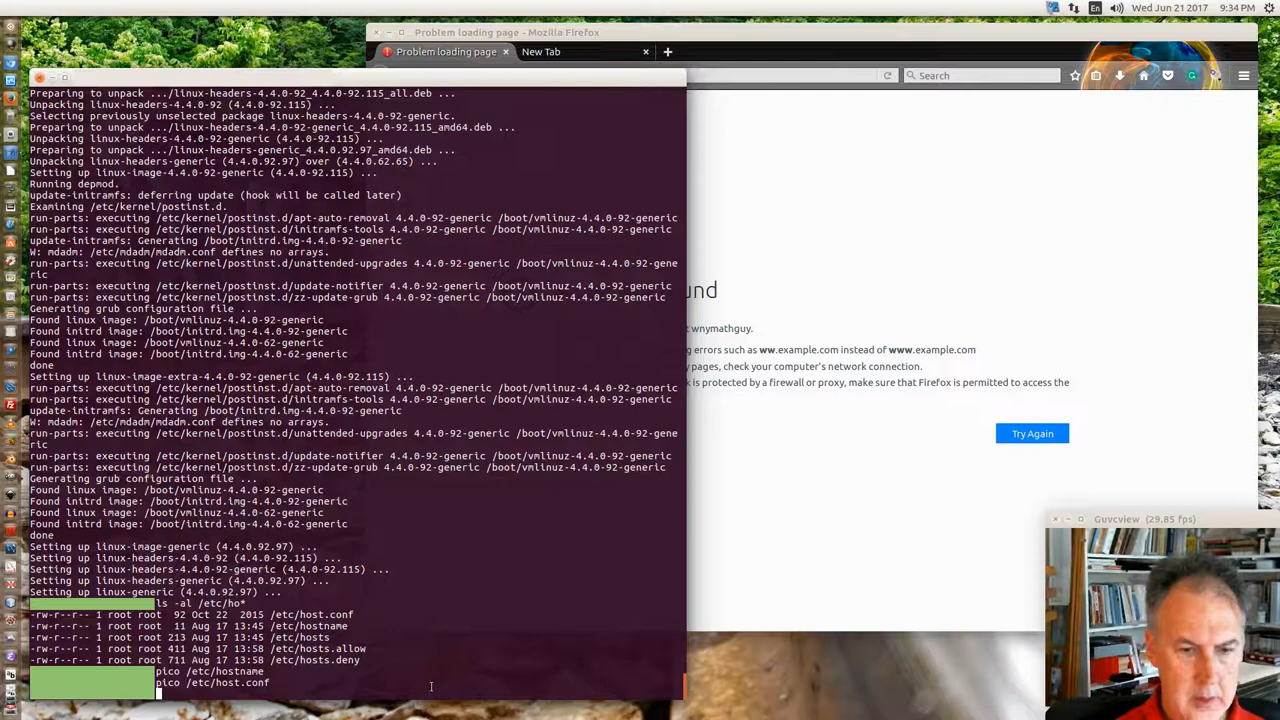 En Wed Jun 21 2017 9:34 PM
Problem loading page - Mozilla Firefox
Problem loading page
New Tab
Search
Preparing to unpack .../linux-headers-4.4.0-92_4.4.0-92.115_all.deb ...
Unpacking linux-headers-4.4.0-92 (4.4.0-92.115) ...
Selecting previously unselected package linux-headers-4.4.0-92-generic.
Preparing to unpack .../linux-headers-4.4.0-92-generic_4.4.0-92.115_amd64.deb ...
Unpacking linux-headers-4.4.0-92-generic (4.4.0-92.115) ...
Preparing to unpack .../linux-headers-generic_4.4.0.92.97_amd64.deb ...
Unpacking linux-headers-generic (4.4.0.92.97) over (4.4.0.62.65) ...
Setting up linux-image-4.4.0-92-generic (4.4.0-92.115) ...
Running depmod.
update-initramfs: deferring update (hook will be called later)
Examining /etc/kernel/postinst.d.
run-parts: executing /etc/kernel/postinst.d/apt-auto-removal 4.4.0-92-generic /boot/vmlinuz-4.4.0-92-generic
run-parts: executing /etc/kernel/postinst.d/initramfs-tools 4.4.0-92-generic /boot/vmlinuz-4.4.0-92-generic
update-initramfs: Generating /boot/initrd.img-4.4.0-92-generic
W: mdadm: /etc/mdadm/mdadm.conf defines no arrays.
run-parts: executing /etc/kernel/postinst.d/unattended-upgrades 4.4.0-92-generic /boot/vmlinuz-4.4.0-92-gene
ric
run-parts: executing /etc/kernel/postinst.d/update-notifier 4.4.0-92-generic /boot/vmlinuz-4.4.0-92-generic
run-parts: executing /etc/kernel/postinst.d/zz-update-grub 4.4.0-92-generic /boot/vmlinuz-4.4.0-92-generic
Generating grub configuration file ...
Found linux image: /boot/vmlinuz-4.4.0-92-generic
Found initrd image: /boot/initrd.img-4.4.0-92-generic
Found linux image: /boot/vmlinuz-4.4.0-62-generic
Found initrd image: /boot/initrd.img-4.4.0-62-generic
done
Setting up linux-image-extra-4.4.0-92-generic (4.4.0-92.115) ...
run-parts: executing /etc/kernel/postinst.d/apt-auto-removal 4.4.0-92-generic /boot/vmlinuz-4.4.0-92-generic
run-parts: executing /etc/kernel/postinst.d/initramfs-tools 4.4.0-92-generic /boot/vmlinuz-4.4.0-92-generic
update-initramfs: Generating /boot/initrd.img-4.4.0-92-generic
W: mdadm: /etc/mdadm/mdadm.conf defines no arrays.
run-parts: executing /etc/kernel/postinst.d/unattended-upgrades 4.4.0-92-generic /boot/vmlinuz-4.4.0-92-gene
ric
run-parts: executing /etc/kernel/postinst.d/update-notifier 4.4.0-92-generic /boot/vmlinuz-4.4.0-92-generic
run-parts: executing /etc/kernel/postinst.d/zz-update-grub 4.4.0-92-generic /boot/vmlinuz-4.4.0-92-generic
Generating grub configuration file ...
Found linux image: /boot/vmlinuz-4.4.0-92-generic
Found initrd image: /boot/initrd.img-4.4.0-92-generic
Found linux image: /boot/vmlinuz-4.4.0-62-generic
Found initrd image: /boot/initrd.img-4.4.0-62-generic
done
Setting up linux-image-generic (4.4.0.92.97) ...
Setting up linux-headers-4.4.0-92 (4.4.0-92.115) ...
Setting up linux-headers-4.4.0-92-generic (4.4.0-92.115) ...
Setting up linux-headers-generic (4.4.0.92.97) ...
Setting up linux-generic (4.4.0.92.97) ...
ls -al /etc/ho*
-rw-r--r-- 1 root root 92 Oct 22 2015 /etc/host.conf
-rw-r--r-- 1 root root 11 Aug 17 13:45 /etc/hostname
-rw-r--r-- 1 root root 213 Aug 17 13:45 /etc/hosts
-rw-r--r-- 1 root root 411 Aug 17 13:58 /etc/hosts.allow
-rw-r--r-- 1 root root 711 Aug 17 13:58 /etc/hosts.deny
pico /etc/hostname
pico /etc/host.conf
und
t wnymathguy.
g errors such as ww.example.com instead of www.example.com
y pages, check your computer's network connection.
k is protected by a firewall or proxy, make sure that Firefox is permitted to access the
Try Again
Guvcview (29.85 fps)